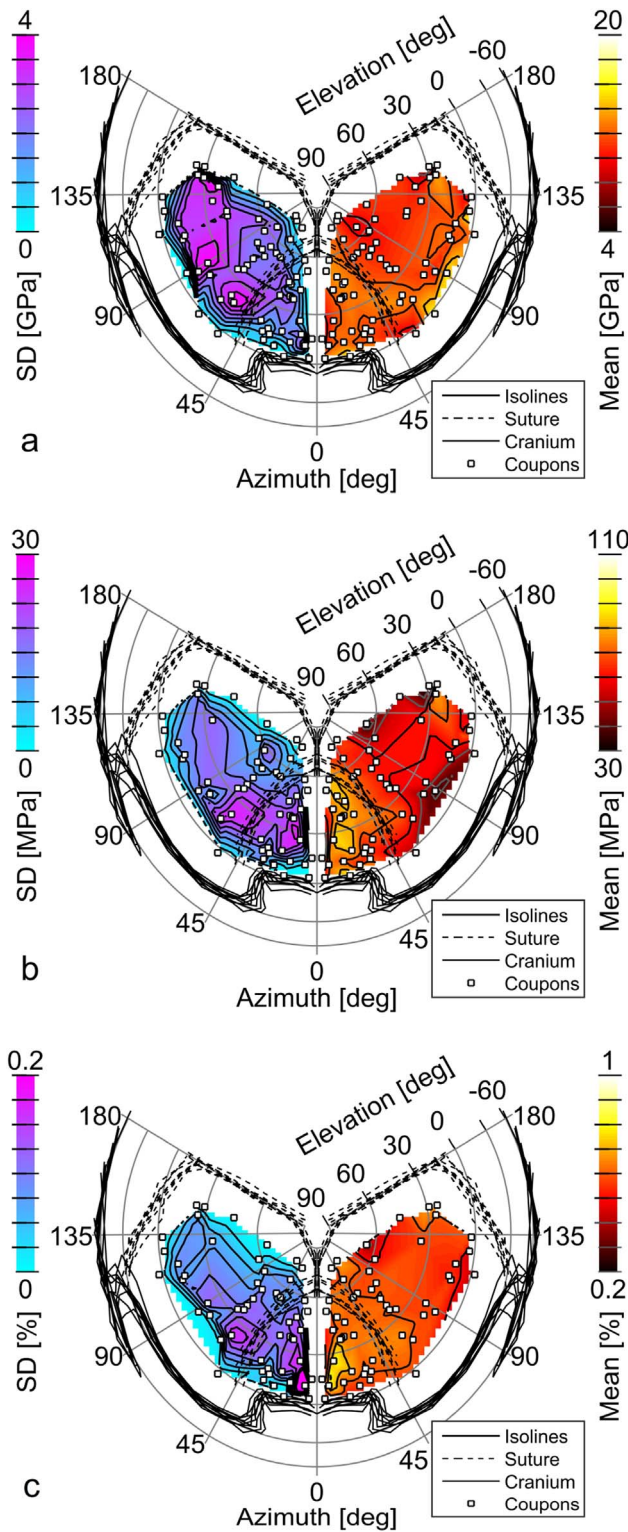 4
20
SD [GPa]
0
Mean [GPa]
4
Elevation [deg]
-60
0
30
60
90
180
135
90
45
0
45
90
135
Azimuth [deg]
Isolines
Suture
Cranium
Coupons
a
30
110
SD [MPa]
0
Mean [MPa]
30
Elevation [deg]
-60
0
30
60
90
180
135
90
45
0
45
90
135
Azimuth [deg]
Isolines
Suture
Cranium
Coupons
b
0.2
1
SD [%]
0
Mean [%]
0.2
Elevation [deg]
-60
0
30
60
90
180
135
90
45
0
45
90
135
Azimuth [deg]
Isolines
Suture
Cranium
Coupons
c